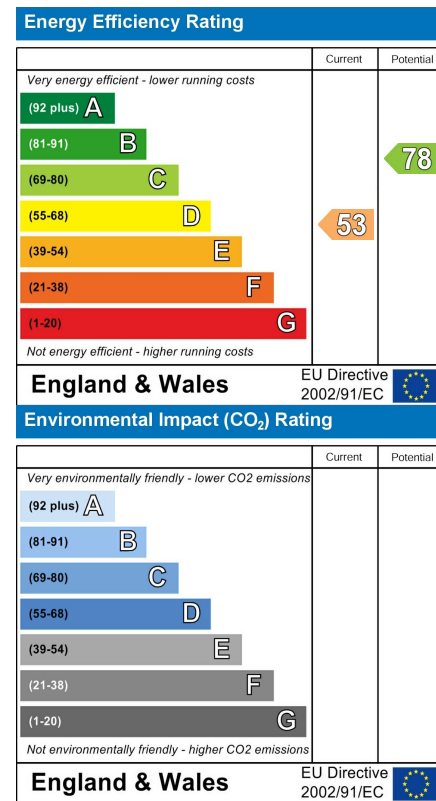 Energy Efficiency Rating
Current Potential
Very energy efficient - lower running costs
(92 plus) A
(81-91) B
78
(69-80) C
(55-68) D
53
(39-54) E
(21-38) F
(1-20) G
Not energy efficient - higher running costs
England & Wales
EU Directive
2002/91/EC
Environmental Impact (CO₂) Rating
Current Potential
Very environmentally friendly - lower CO2 emissions
(92 plus) A
(81-91) B
(69-80) C
(55-68) D
(39-54) E
(21-38) F
(1-20) G
Not environmentally friendly - higher CO2 emissions
England & Wales
EU Directive
2002/91/EC